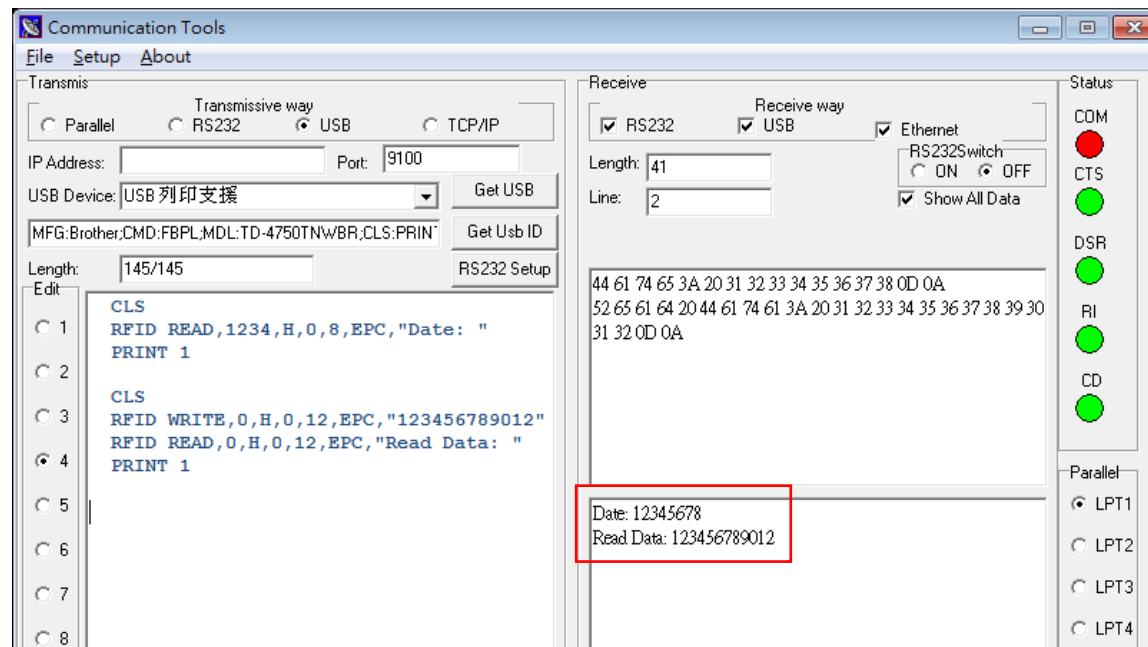 Communication Tools
File Setup About
Transmis
Transmissive way
Parallel RS232 USB TCP/IP
IP Address: Port: 9100
USB Device: USB 列印支援 Get USB
MFG:Brother;CMD:FBPL;MDL:TD-4750TNWBR;CLS:PRIN Get Usb ID
Length: 145/145 RS232 Setup
Edit
1
2
3
4
5
6
7
8
CLS
RFID READ,1234,H,0,8,EPC,"Date: "
PRINT 1
CLS
RFID WRITE,0,H,0,12,EPC,"123456789012"
RFID READ,0,H,0,12,EPC,"Read Data: "
PRINT 1
Receive
Receive way
RS232 USB Ethernet
Length: 41
RS232Switch
ON OFF
Line: 2
Show All Data
44 61 74 65 3A 20 31 32 33 34 35 36 37 38 0D 0A
52 65 61 64 20 44 61 74 61 3A 20 31 32 33 34 35 36 37 38 39 30
31 32 0D 0A
Date: 12345678
Read Data: 123456789012
Status
COM
CTS
DSR
RI
CD
Parallel
LPT1
LPT2
LPT3
LPT4